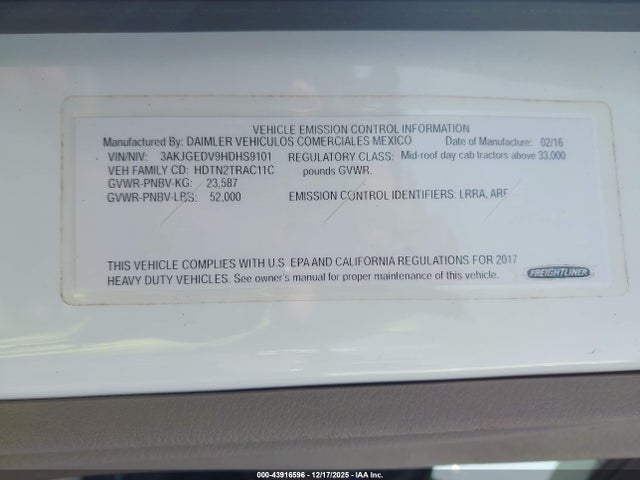 VEHICLE EMISSION CONTROL INFORMATION
Manufactured By: DAIMLER VEHICULOS COMERCIALES MEXICO Date of Manufacture: 02/16
VIN/NIV: 3AKJGEDV9HDHS9101 REGULATORY CLASS: Mid-roof day cab tractors above 33,000
VEH FAMILY CD: HDTN2TRAC11C pounds GVWR.
GVWR-PNBV-KG: 23,587
GVWR-PNBV-LBS: 52,000 EMISSION CONTROL IDENTIFIERS: LRRA, ARF
THIS VEHICLE COMPLIES WITH U.S. EPA AND CALIFORNIA REGULATIONS FOR 2017
HEAVY DUTY VEHICLES. See owner's manual for proper maintenance of this vehicle.
FREIGHTLINER
000-43916596 - 12/17/2025 - IAA Inc.